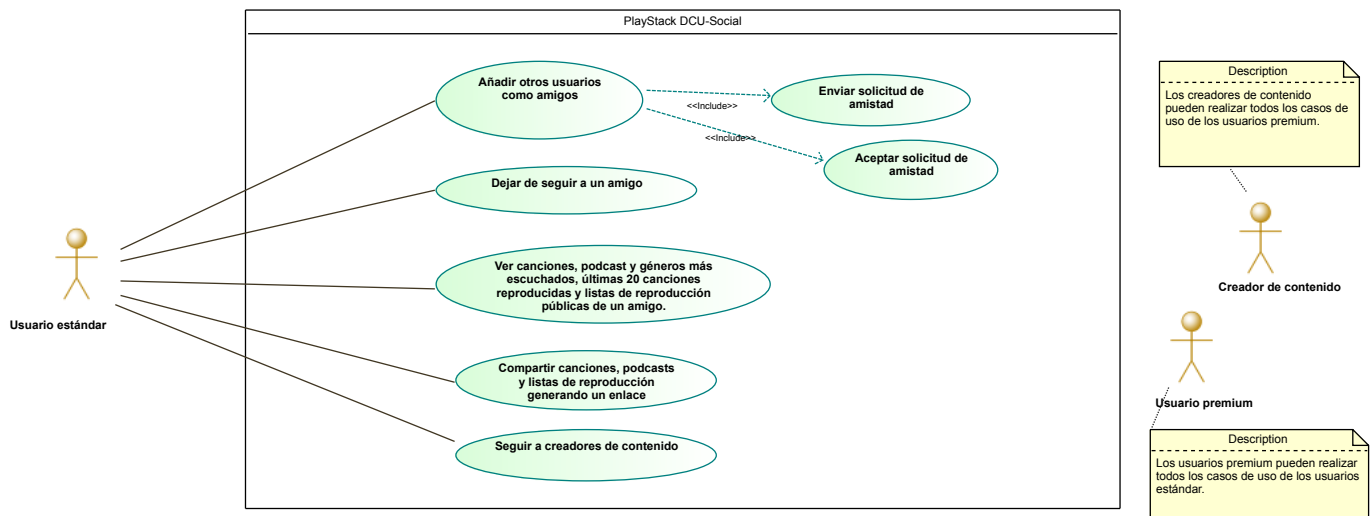 PlayStack DCU-Social
Añadir otros usuarios
como amigos
<<Include>>
Enviar solicitud de
amistad
<<Include>>
Aceptar solicitud de
amistad
Dejar de seguir a un amigo
Ver canciones, podcast y géneros más
escuchados, últimas 20 canciones
reproducidas y listas de reproducción
públicas de un amigo.
Usuario estándar
Compartir canciones, podcasts
y listas de reproducción
generando un enlace
Seguir a creadores de contenido
Description
Los creadores de contenido
pueden realizar todos los casos de
uso de los usuarios premium.
Creador de contenido
Usuario premium
Description
Los usuarios premium pueden realizar
todos los casos de uso de los usuarios
estándar.